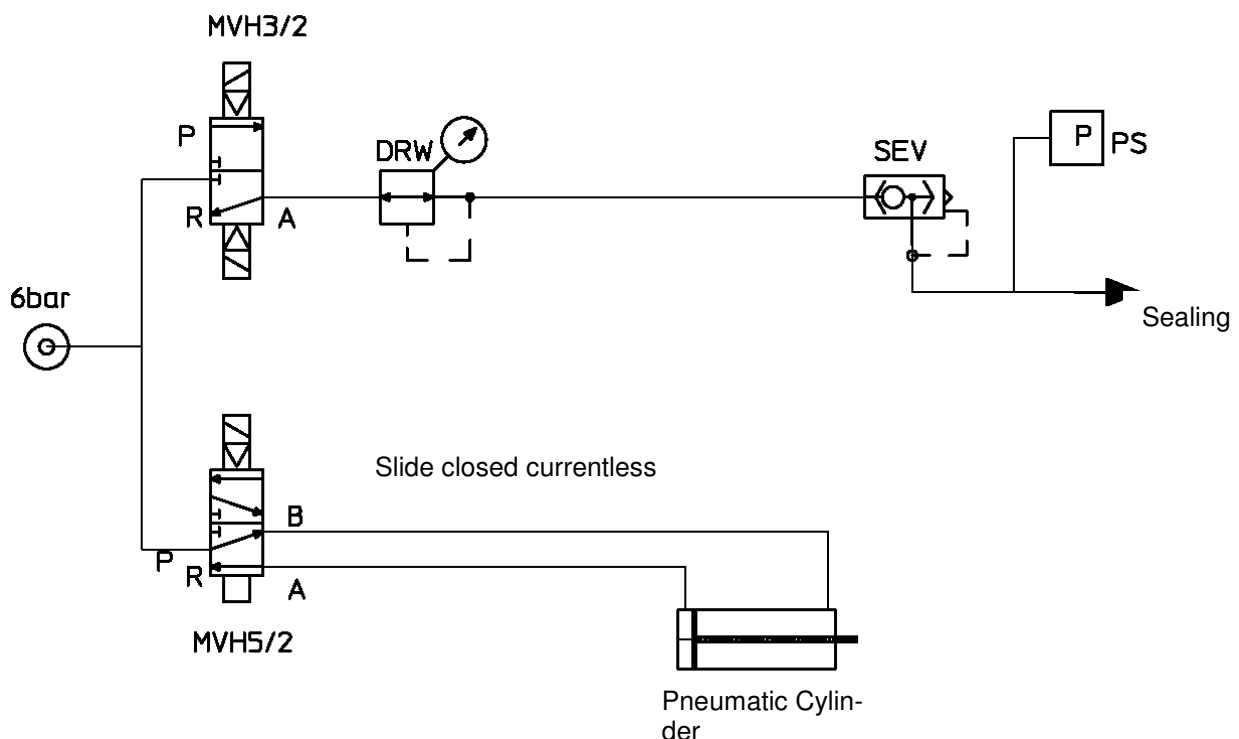 MVH3/2
P
DRW
SEV
P
PS
R
A
6bar
Sealing
Slide closed currentless
B
P
R
A
MVH5/2
Pneumatic Cylin-
der